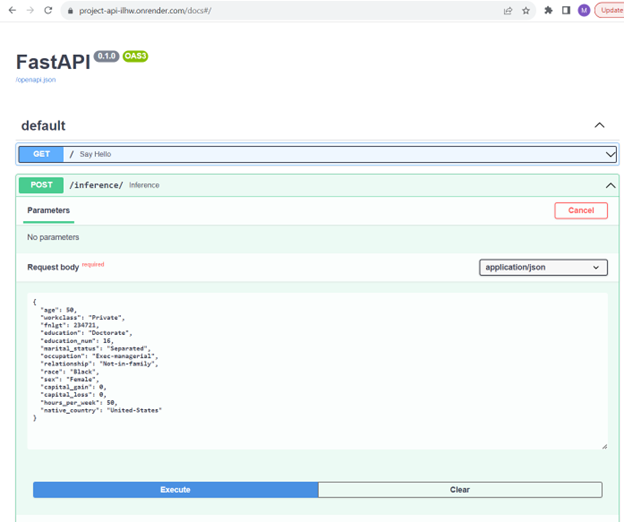 project-api-ilhw.onrender.com/docs#/
M
Update
FastAPI 0.1.0 OAS3
/openapi.json
default
GET / Say Hello
POST /inference/ Inference
Parameters
Cancel
No parameters
Request body required
application/json
{
"age": 50,
"workclass": "Private",
"fnlgt": 234721,
"education": "Doctorate",
"education_num": 16,
"marital_status": "Separated",
"occupation": "Exec-managerial",
"relationship": "Not-in-family",
"race": "Black",
"sex": "Female",
"capital_gain": 0,
"capital_loss": 0,
"hours_per_week": 50,
"native_country": "United-States"
}
Execute
Clear